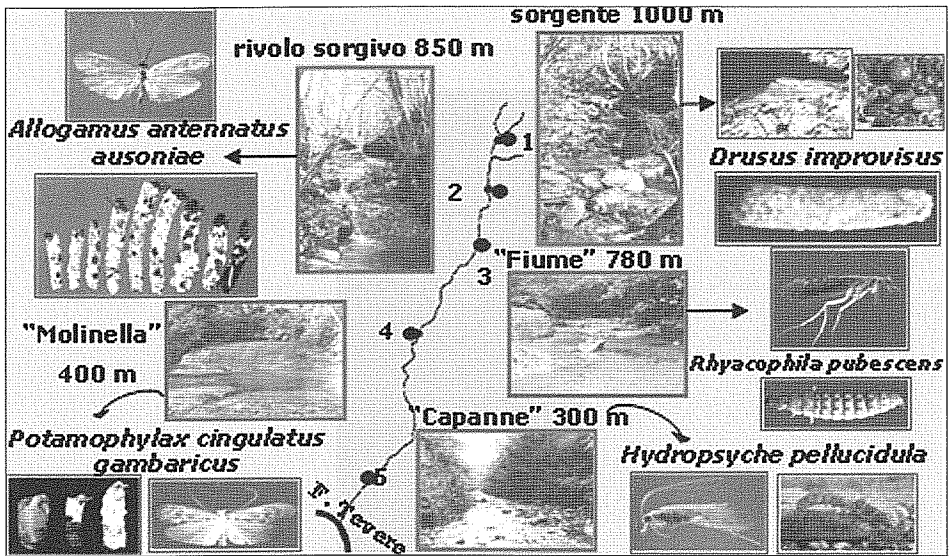 sorgente 1000 m
rivolo sorgivo 850 m
Allogamus antennatus
ausoniae
1
Drusus improvisus
2
3
"Fiume" 780 m
"Molinella"
400 m
4
Rhyacophila pubescens
"Capanne" 300 m
Potamophylax cingulatus
gambaricus
Hydropsyche pellucidula
5
F. Tevere